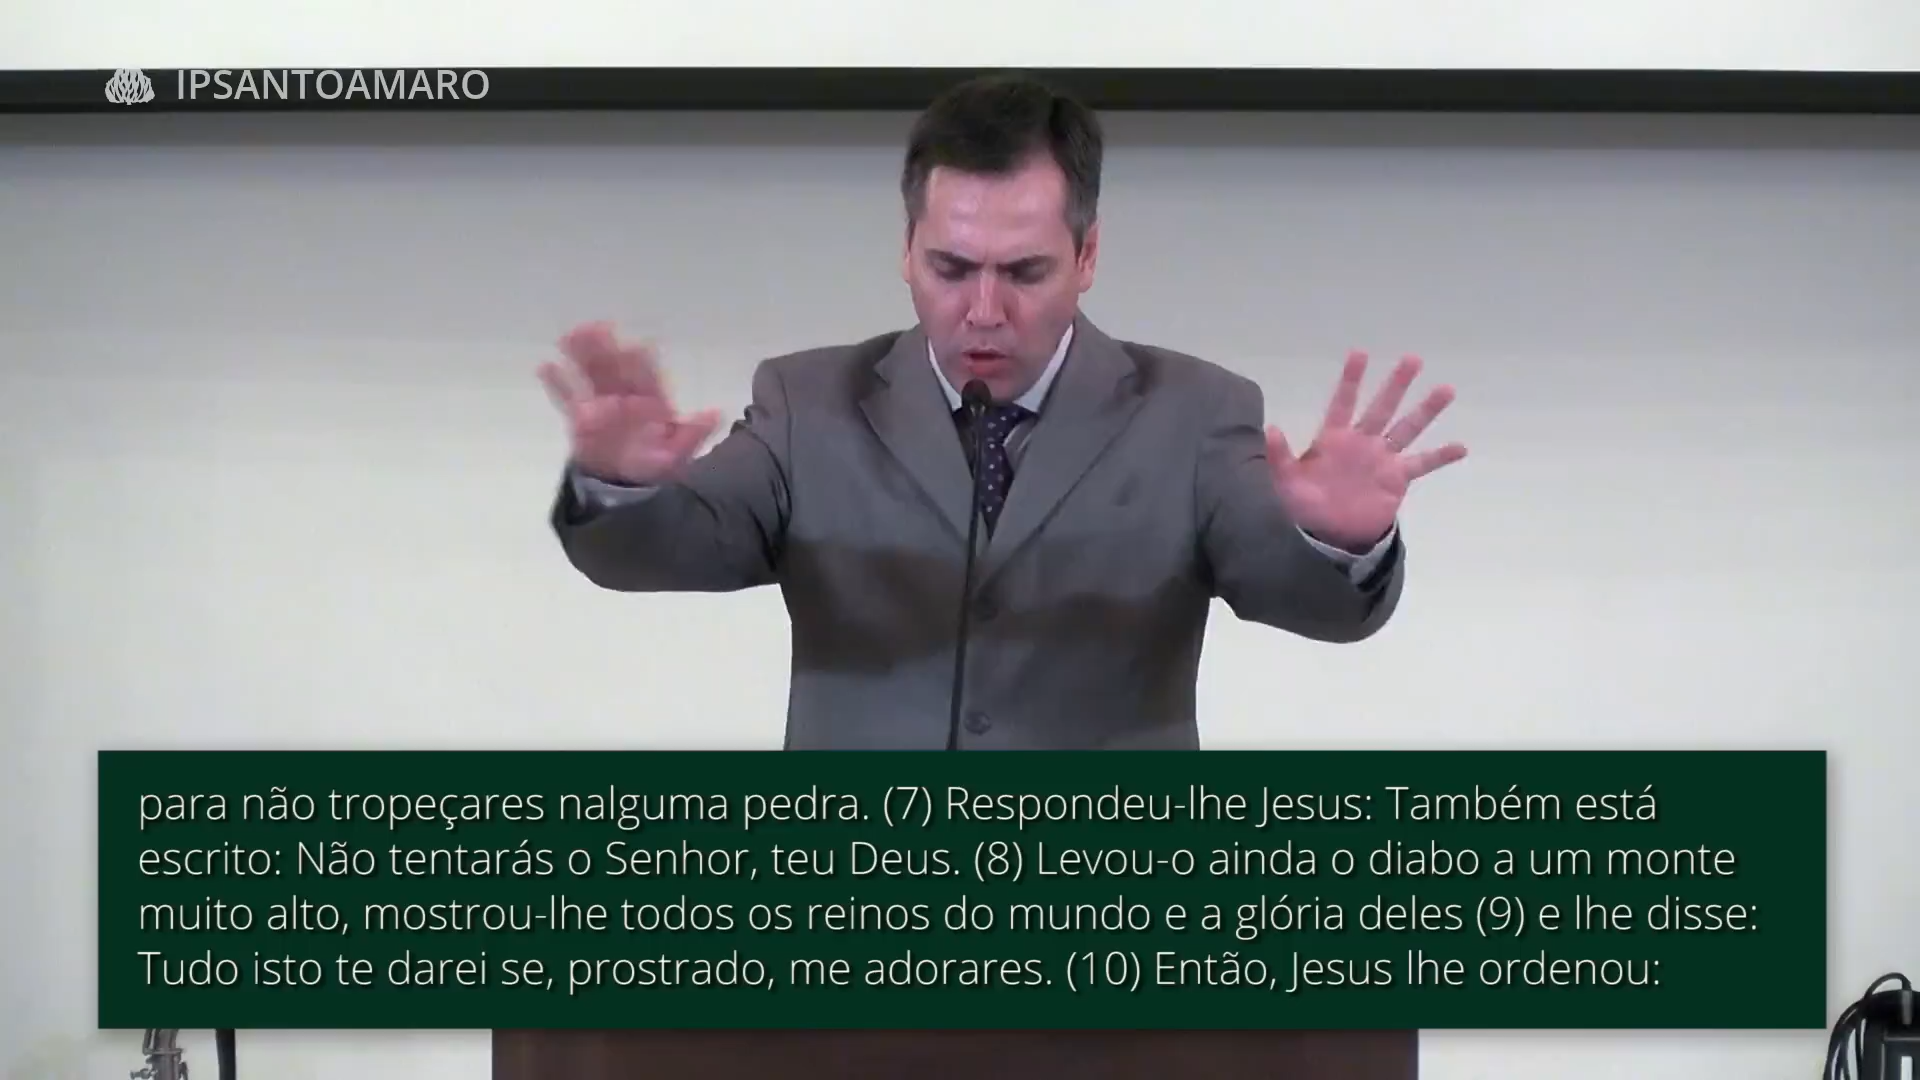 IPSANTOAMARO
para não tropeçares nalguma pedra. (7) Respondeu-lhe Jesus: Também está
escrito: Não tentarás o Senhor, teu Deus. (8) Levou-o ainda o diabo a um monte
muito alto, mostrou-lhe todos os reinos do mundo e a glória deles (9) e lhe disse:
Tudo isto te darei se, prostrado, me adorares. (10) Então, Jesus lhe ordenou: